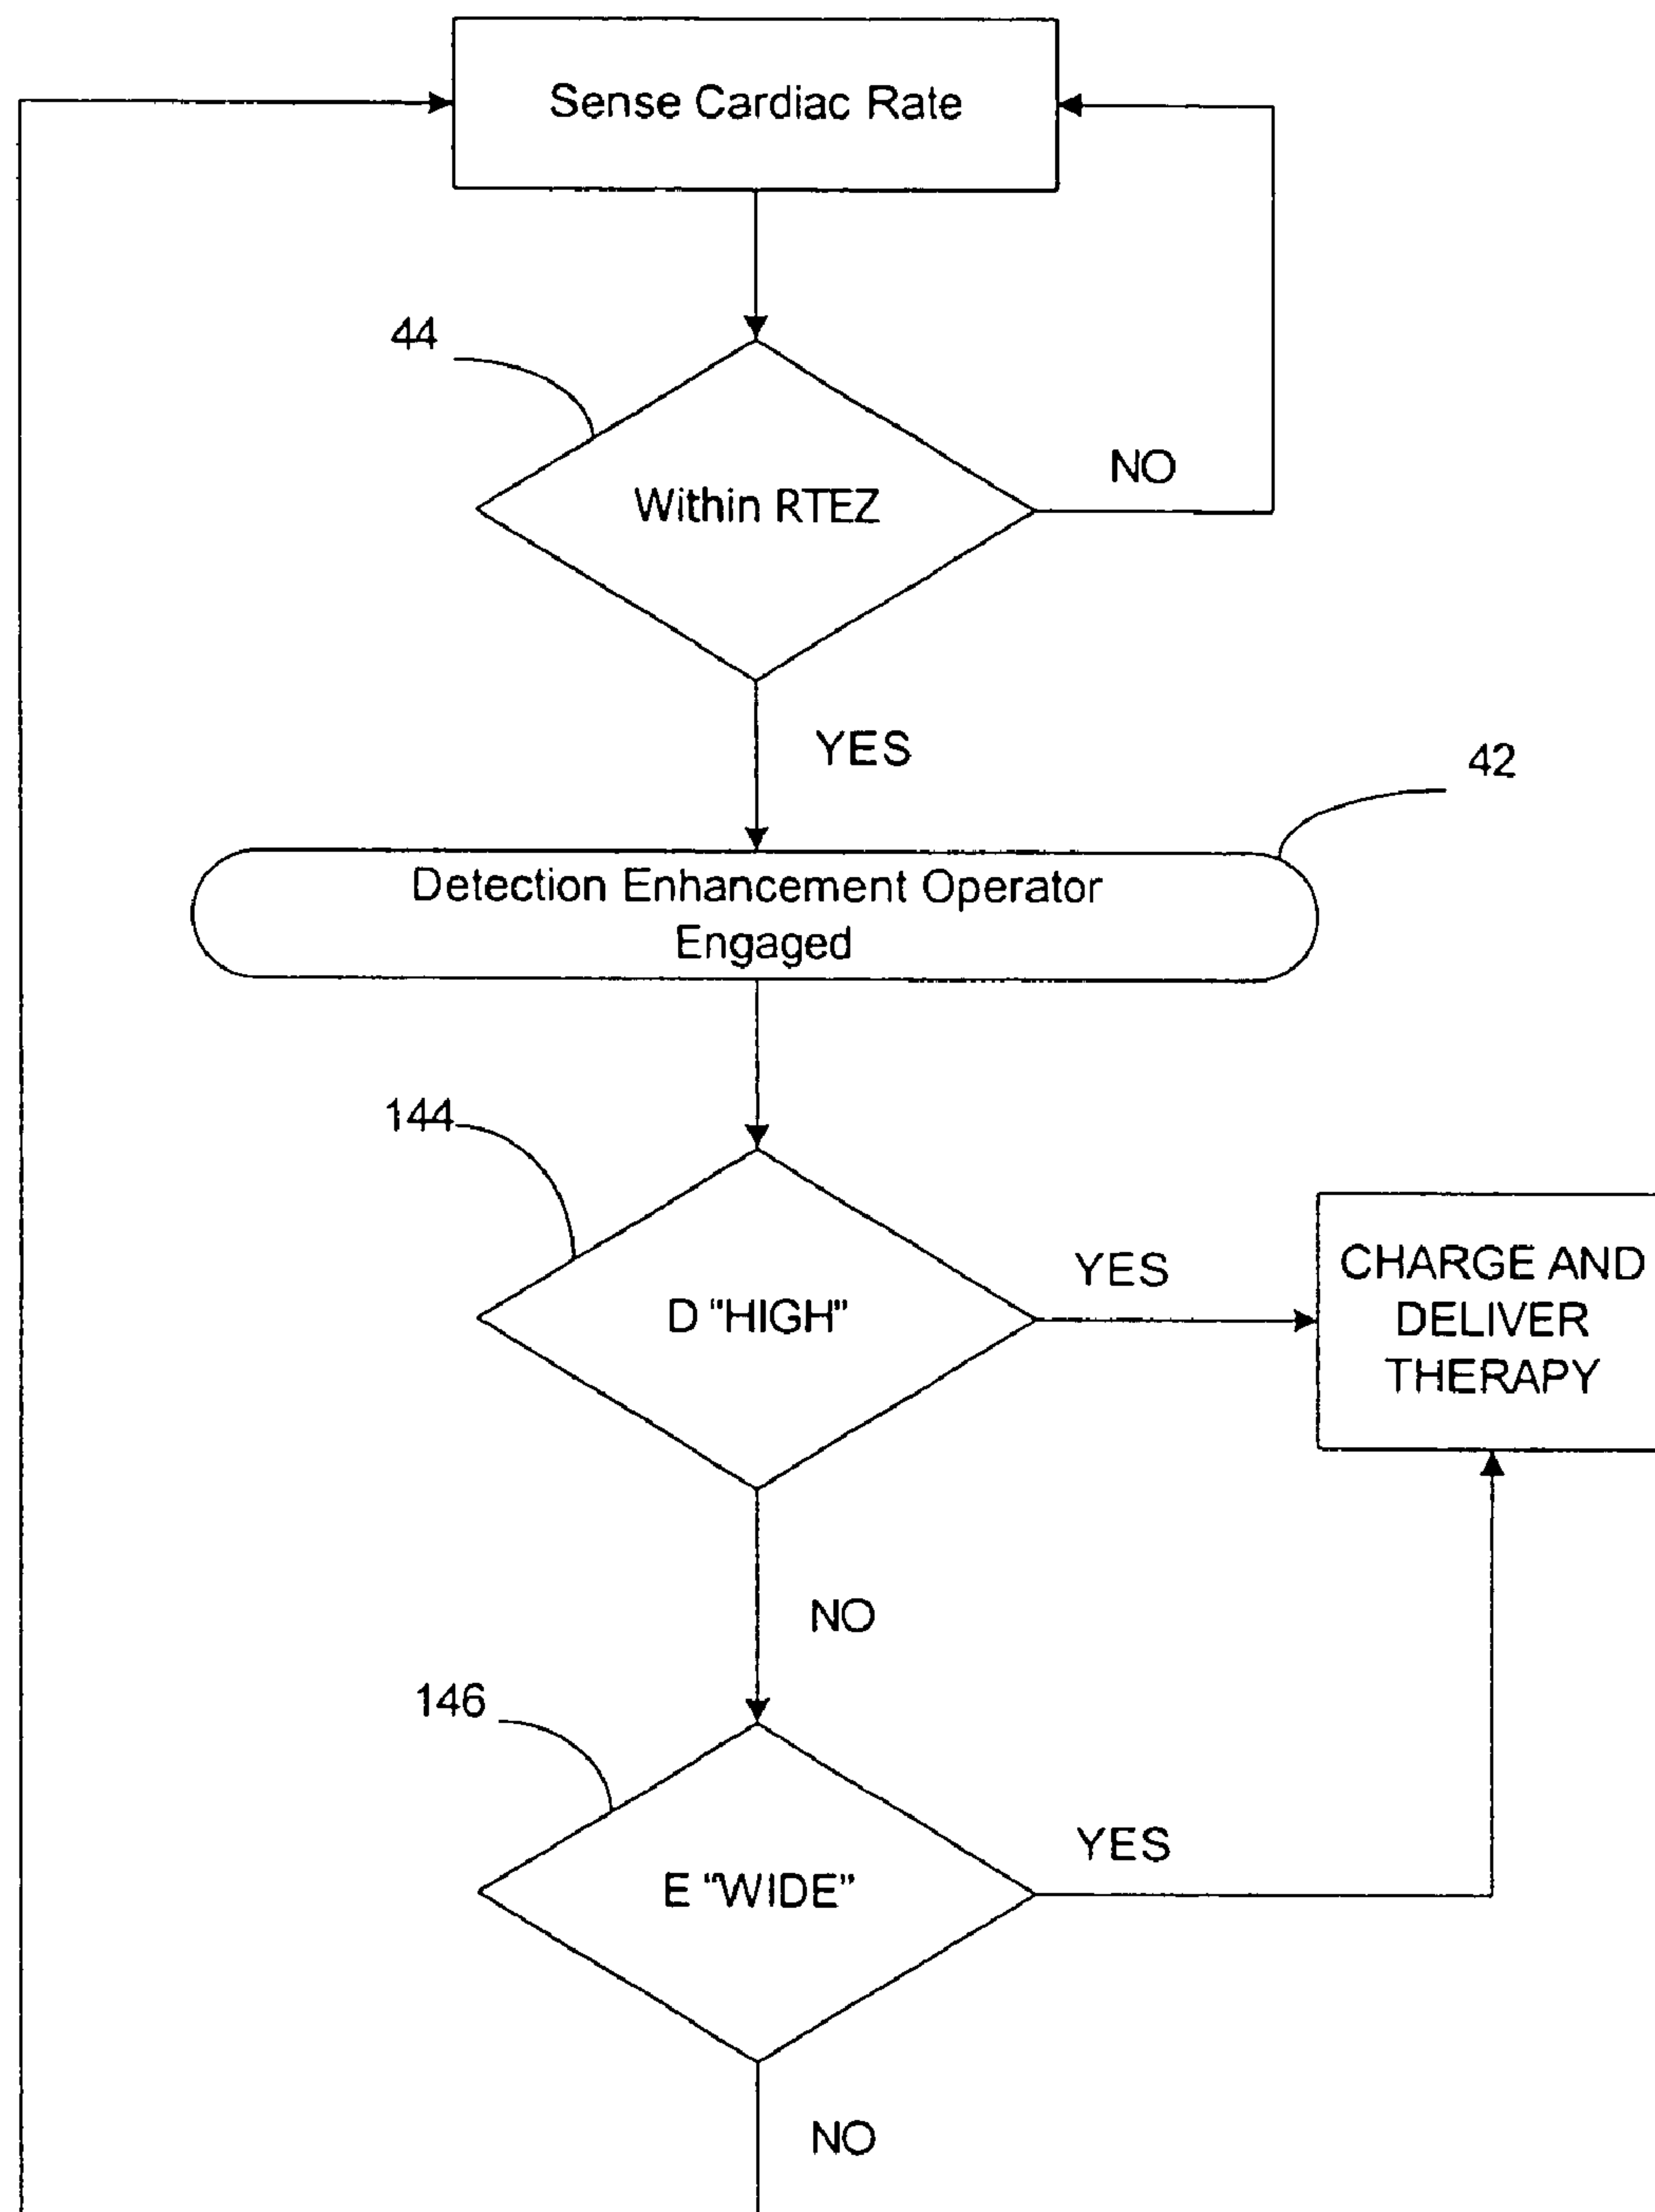 Sense Cardiac Rate
44
Within RTEZ
NO
YES
42
Detection Enhancement Operator
Engaged
144
D "HIGH"
YES
CHARGE AND
DELIVER
THERAPY
NO
146
E “WIDE”
YES
NO